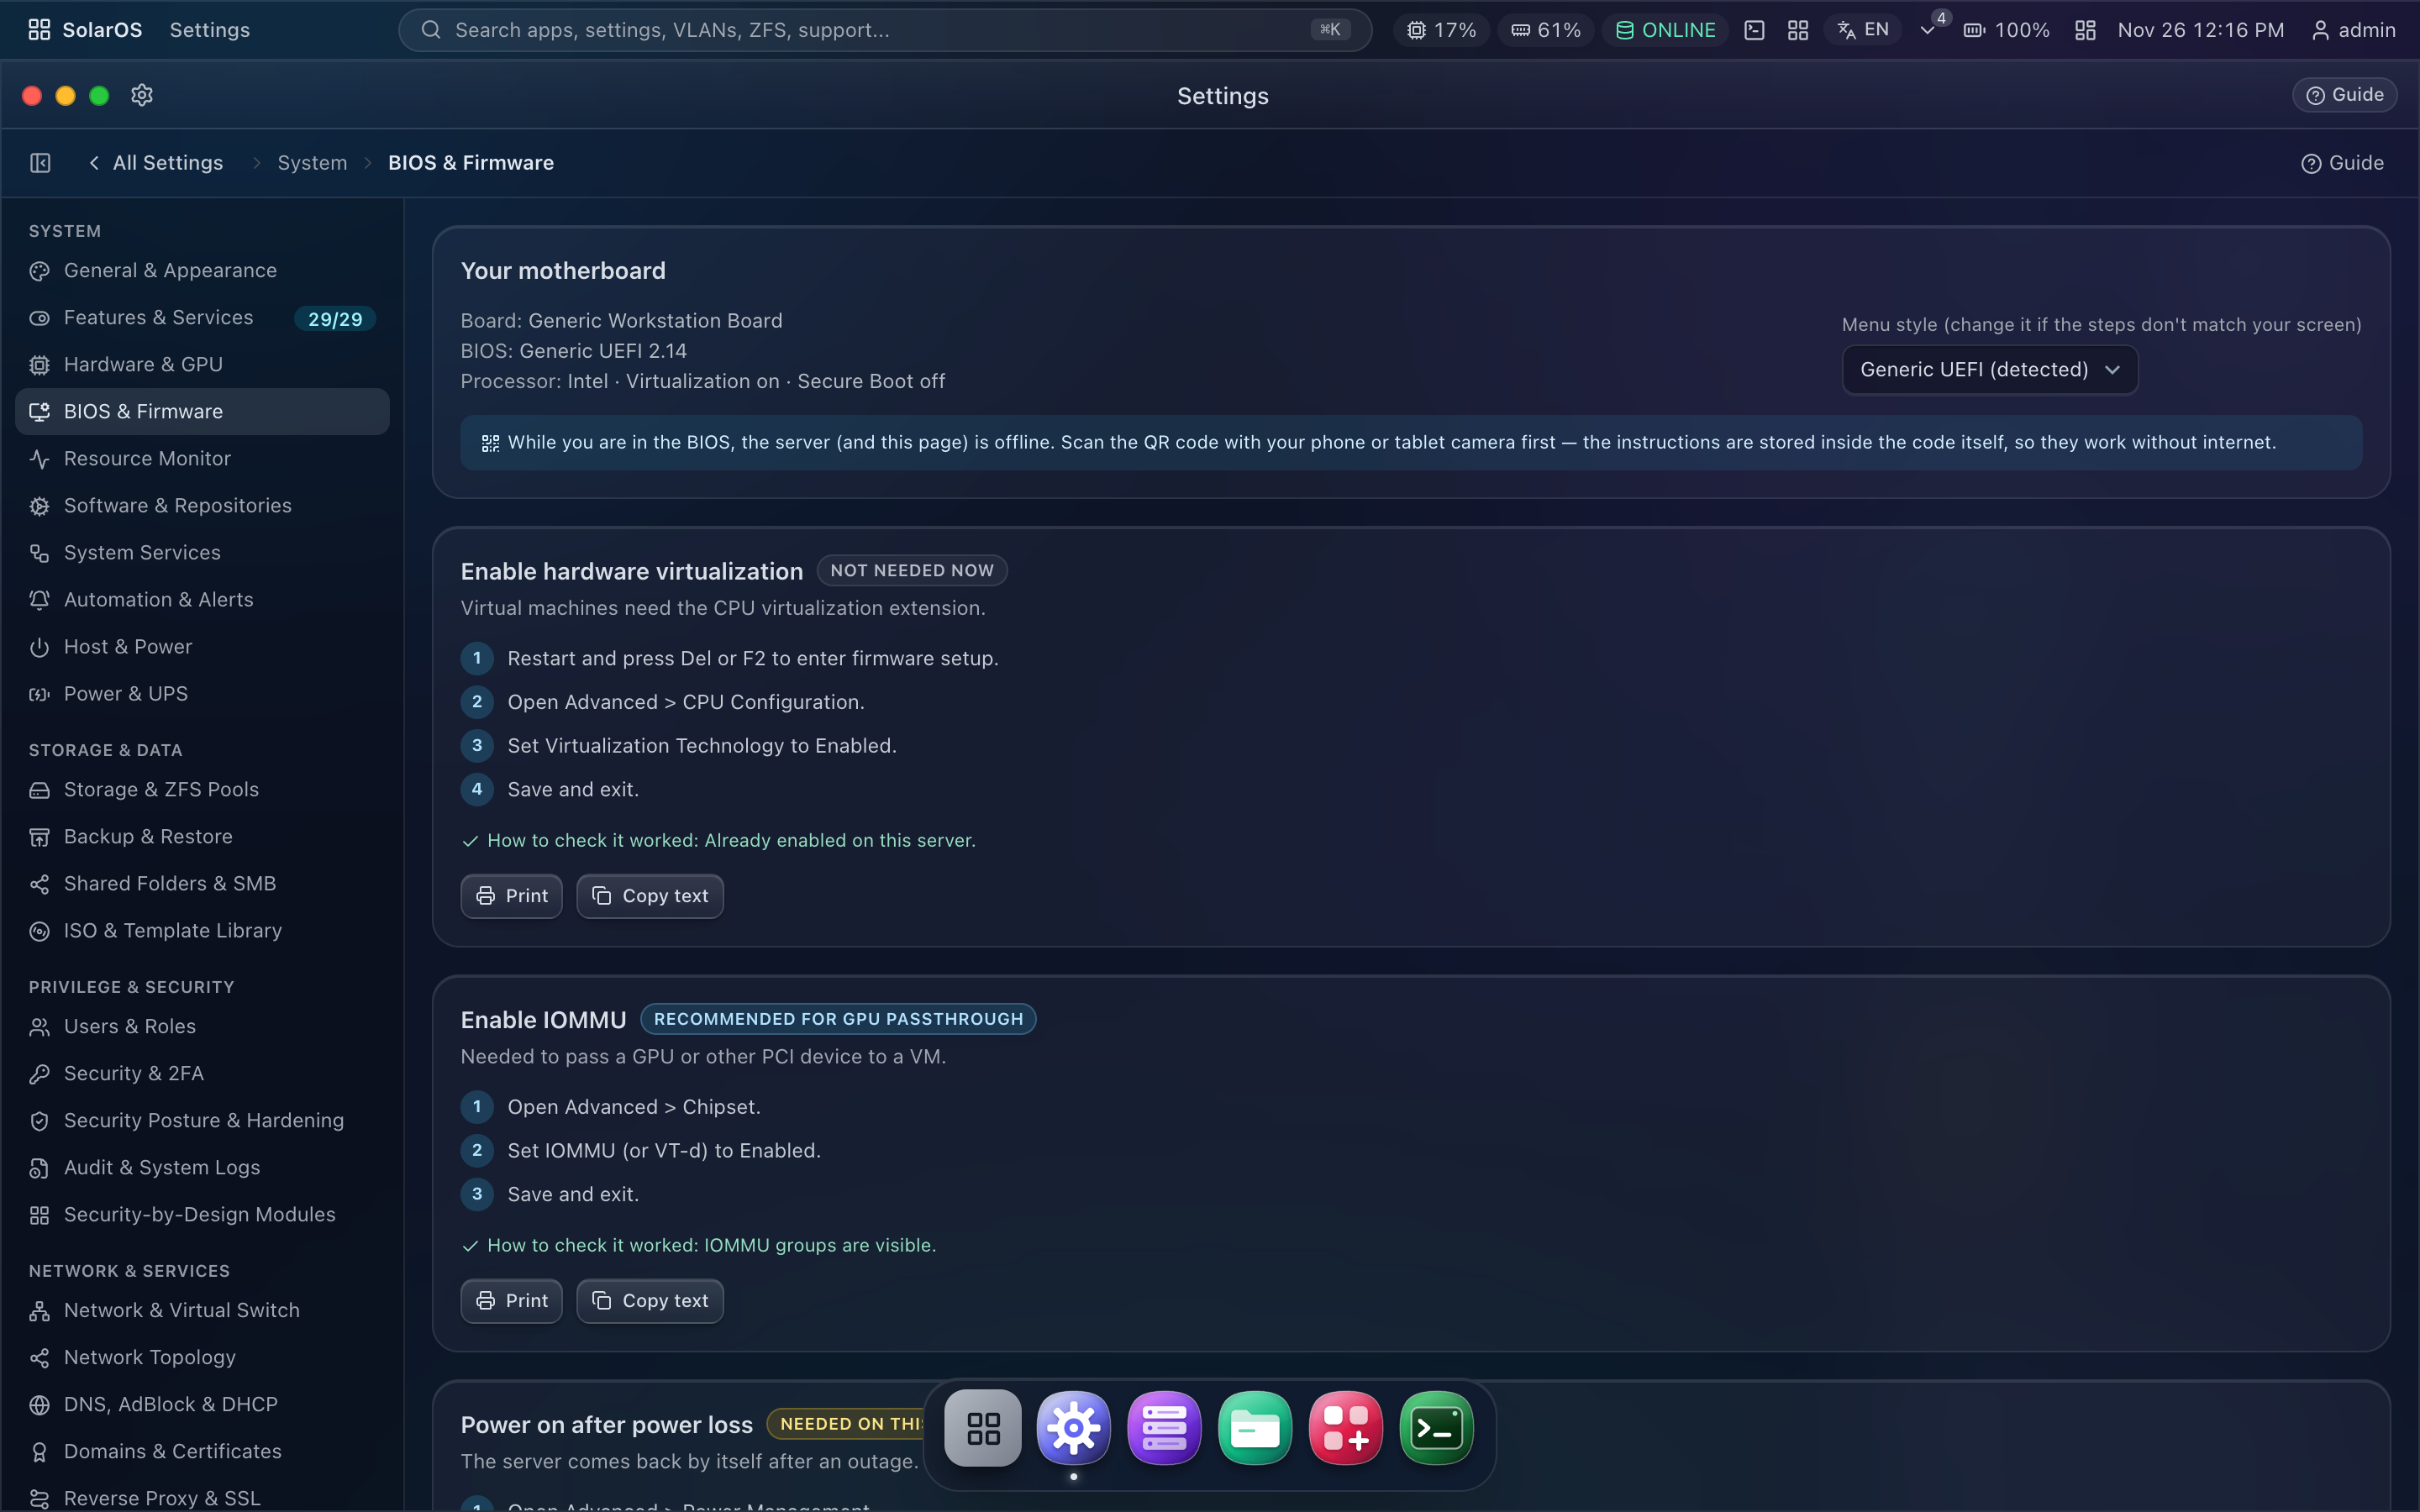 SolarOS Settings Search apps, settings, VLANs, ZFS, support... ⌘K 17% 61% ONLINE EN 4 100% Nov 26 12:16 PM admin
Settings Guide
All Settings System BIOS & Firmware Guide
SYSTEM
General & Appearance
Features & Services 29/29
Hardware & GPU
BIOS & Firmware
Resource Monitor
Software & Repositories
System Services
Automation & Alerts
Host & Power
Power & UPS
STORAGE & DATA
Storage & ZFS Pools
Backup & Restore
Shared Folders & SMB
ISO & Template Library
PRIVILEGE & SECURITY
Users & Roles
Security & 2FA
Security Posture & Hardening
Audit & System Logs
Security-by-Design Modules
NETWORK & SERVICES
Network & Virtual Switch
Network Topology
DNS, AdBlock & DHCP
Domains & Certificates
Reverse Proxy & SSL
Your motherboard
Board: Generic Workstation Board
BIOS: Generic UEFI 2.14
Processor: Intel · Virtualization on · Secure Boot off
Menu style (change it if the steps don't match your screen)
Generic UEFI (detected)
While you are in the BIOS, the server (and this page) is offline. Scan the QR code with your phone or tablet camera first — the instructions are stored inside the code itself, so they work without internet.
Enable hardware virtualization NOT NEEDED NOW
Virtual machines need the CPU virtualization extension.
1 Restart and press Del or F2 to enter firmware setup.
2 Open Advanced > CPU Configuration.
3 Set Virtualization Technology to Enabled.
4 Save and exit.
How to check it worked: Already enabled on this server.
Print Copy text
Enable IOMMU RECOMMENDED FOR GPU PASSTHROUGH
Needed to pass a GPU or other PCI device to a VM.
1 Open Advanced > Chipset.
2 Set IOMMU (or VT-d) to Enabled.
3 Save and exit.
How to check it worked: IOMMU groups are visible.
Print Copy text
Power on after power loss NEEDED ON THIS
The server comes back by itself after an outage.
1 Open Advanced > Power Management.